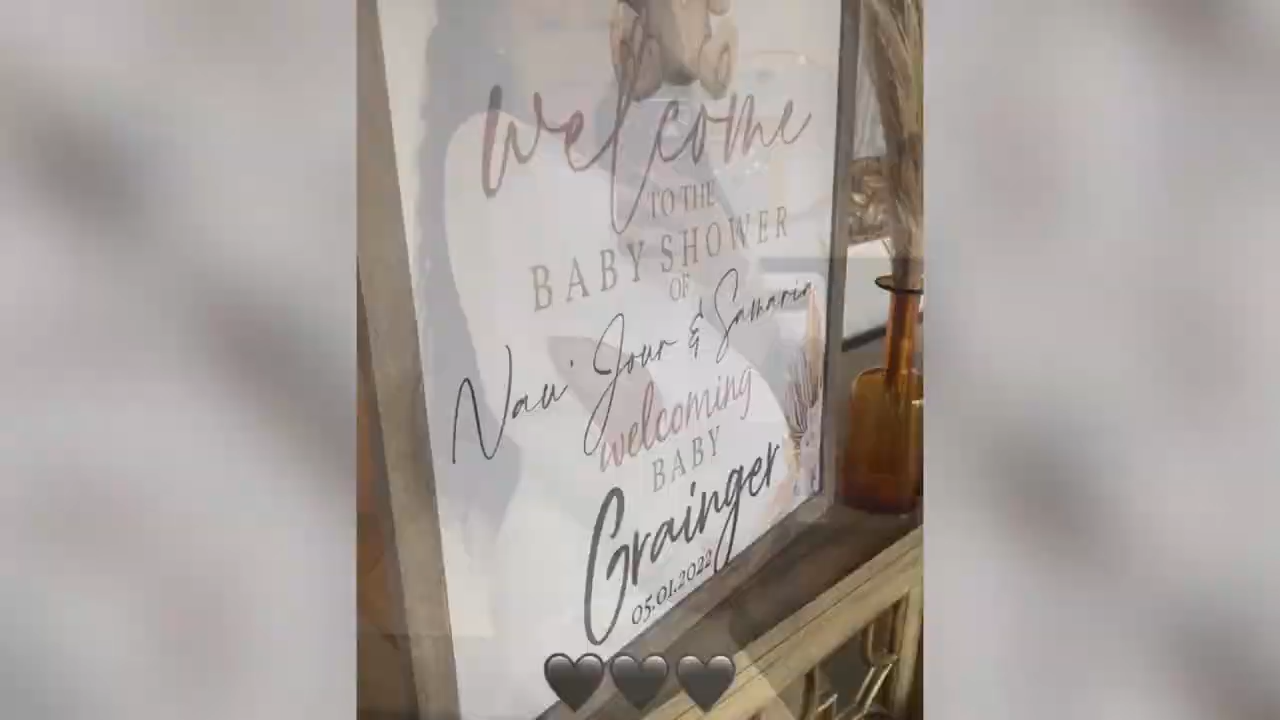 Welcome
TO THE
BABY SHOWER
OF
Nau' Jour & Samaria
welcoming
BABY
Grainger
05.01.2022